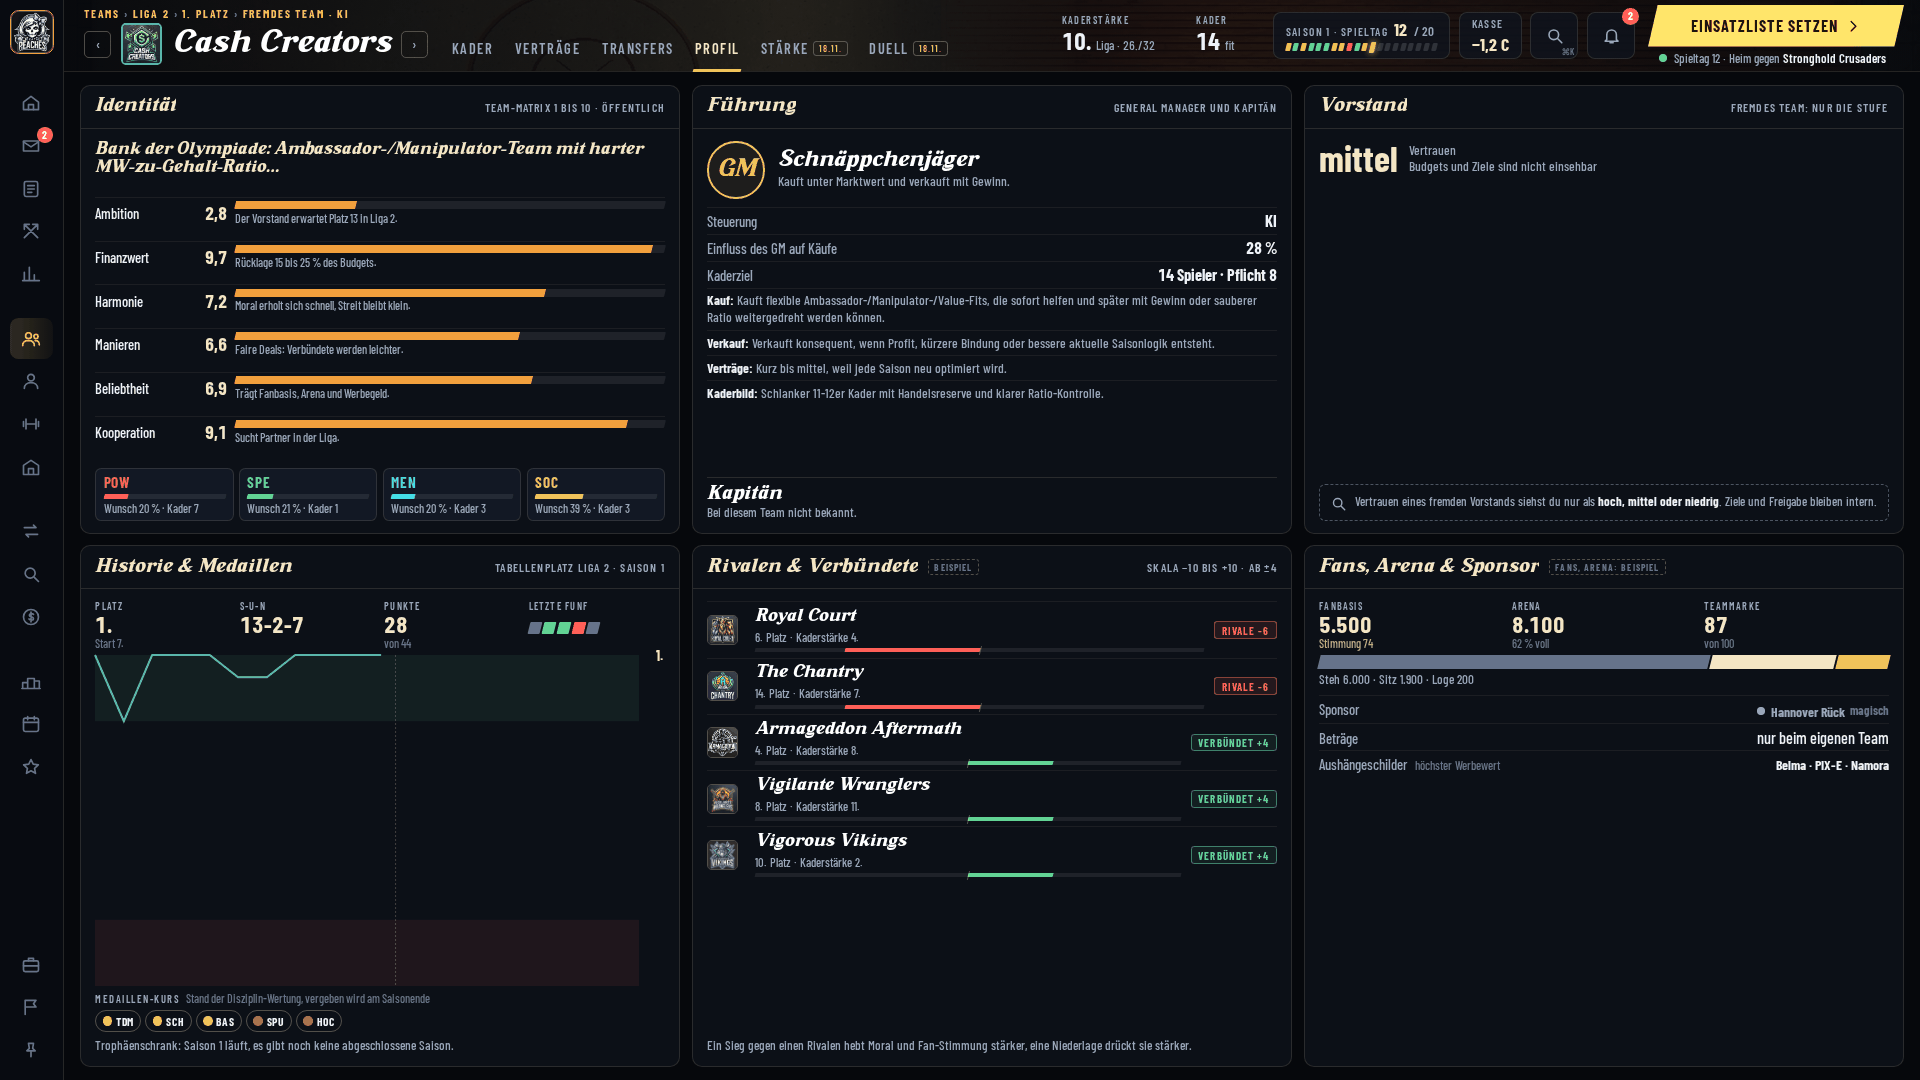 TEAMS › LIGA 2 › 1. PLATZ › FREMDES TEAM · KI
Cash Creators
KADER
VERTRÄGE
TRANSFERS
PROFIL
STÄRKE 18.11.
DUELL 18.11.
KADERSTÄRKE
10. Liga · 26./32
KADER
14 fit
SAISON 1 · SPIELTAG 12 / 20
KASSE
−1,2 C
⌘K
2
EINSATZLISTE SETZEN
Spieltag 12 · Heim gegen Stronghold Crusaders
2
Identität
TEAM-MATRIX 1 BIS 10 · ÖFFENTLICH
Bank der Olympiade: Ambassador-/Manipulator-Team mit harter
MW-zu-Gehalt-Ratio...
Ambition 2,8
Der Vorstand erwartet Platz 13 in Liga 2.
Finanzwert 9,7
Rücklage 15 bis 25 % des Budgets.
Harmonie 7,2
Moral erholt sich schnell, Streit bleibt klein.
Manieren 6,6
Faire Deals: Verbündete werden leichter.
Beliebtheit 6,9
Trägt Fanbasis, Arena und Werbegeld.
Kooperation 9,1
Sucht Partner in der Liga.
POW
Wunsch 20 % · Kader 7
SPE
Wunsch 21 % · Kader 1
MEN
Wunsch 20 % · Kader 3
SOC
Wunsch 39 % · Kader 3
Führung
GENERAL MANAGER UND KAPITÄN
GM
Schnäppchenjäger
Kauft unter Marktwert und verkauft mit Gewinn.
Steuerung KI
Einfluss des GM auf Käufe 28 %
Kaderziel 14 Spieler · Pflicht 8
Kauf: Kauft flexible Ambassador-/Manipulator-/Value-Fits, die sofort helfen und später mit Gewinn oder sauberer
Ratio weitergedreht werden können.
Verkauf: Verkauft konsequent, wenn Profit, kürzere Bindung oder bessere aktuelle Saisonlogik entsteht.
Verträge: Kurz bis mittel, weil jede Saison neu optimiert wird.
Kaderbild: Schlanker 11-12er Kader mit Handelsreserve und klarer Ratio-Kontrolle.
Kapitän
Bei diesem Team nicht bekannt.
Vorstand
FREMDES TEAM: NUR DIE STUFE
mittel
Vertrauen
Budgets und Ziele sind nicht einsehbar
Vertrauen eines fremden Vorstands siehst du nur als hoch, mittel oder niedrig. Ziele und Freigabe bleiben intern.
Historie & Medaillen
TABELLENPLATZ LIGA 2 · SAISON 1
PLATZ
1.
Start 7.
S-U-N
13-2-7
PUNKTE
28
von 44
LETZTE FÜNF
1.
MEDAILLEN-KURS Stand der Disziplin-Wertung, vergeben wird am Saisonende
TDM
SCH
BAS
SPU
HOC
Trophäenschrank: Saison 1 läuft, es gibt noch keine abgeschlossene Saison.
Rivalen & Verbündete
BEISPIEL
SKALA −10 BIS +10 · AB ±4
Royal Court
6. Platz · Kaderstärke 4.
RIVALE −6
The Chantry
14. Platz · Kaderstärke 7.
RIVALE −6
Armageddon Aftermath
4. Platz · Kaderstärke 8.
VERBÜNDET +4
Vigilante Wranglers
8. Platz · Kaderstärke 11.
VERBÜNDET +4
Vigorous Vikings
10. Platz · Kaderstärke 2.
VERBÜNDET +4
Ein Sieg gegen einen Rivalen hebt Moral und Fan-Stimmung stärker, eine Niederlage drückt sie stärker.
Fans, Arena & Sponsor
FANS, ARENA: BEISPIEL
FANBASIS
5.500
Stimmung 74
ARENA
8.100
62 % voll
TEAMMARKE
87
von 100
Steh 6.000 · Sitz 1.900 · Loge 200
Sponsor Hannover Rück magisch
Beträge nur beim eigenen Team
Aushängeschilder höchster Werbewert Belma · PIX-E · Namora